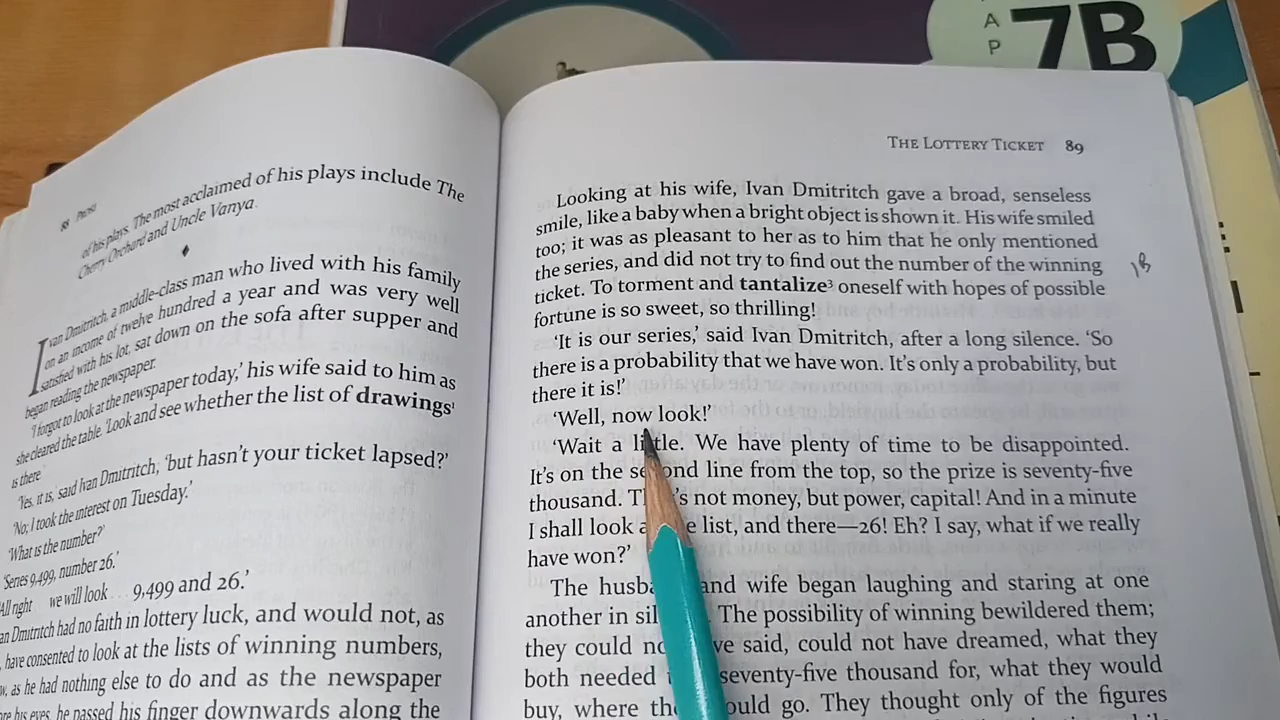 A
P
7B
88 PROSE
of his plays. The most acclaimed of his plays include The
Cherry Orchard and Uncle Vanya.
Ivan Dmitritch, a middle-class man who lived with his family
on an income of twelve hundred a year and was very well
satisfied with his lot, sat down on the sofa after supper and
began reading the newspaper.
'I forgot to look at the newspaper today,' his wife said to him as
she cleared the table. 'Look and see whether the list of drawings¹
is there.'
'Yes, it is,' said Ivan Dmitritch; 'but hasn't your ticket lapsed?'
'No; I took the interest on Tuesday.'
'What is the number?'
'Series 9,499, number 26.'
'All right we will look . . . 9,499 and 26.'
an Dmitritch had no faith in lottery luck, and would not, as
have consented to look at the lists of winning numbers,
w, as he had nothing else to do and as the newspaper
ore his eyes, he passed his finger downwards along the
THE LOTTERY TICKET 89
Looking at his wife, Ivan Dmitritch gave a broad, senseless
smile, like a baby when a bright object is shown it. His wife smiled
too; it was as pleasant to her as to him that he only mentioned
the series, and did not try to find out the number of the winning
ticket. To torment and tantalize³ oneself with hopes of possible
fortune is so sweet, so thrilling!
'It is our series,' said Ivan Dmitritch, after a long silence. 'So
there is a probability that we have won. It's only a probability, but
there it is!'
'Well, now look!'
'Wait a little. We have plenty of time to be disappointed.
It's on the second line from the top, so the prize is seventy-five
thousand. 's not money, but power, capital! And in a minute
I shall look list, and there—26! Eh? I say, what if we really
have won?'
The and wife began laughing and staring at one
another in The possibility of winning bewildered them;
they could said, could not have dreamed, what they
both needed seventy-five thousand for, what they would
buy, where go. They thought only of the figures